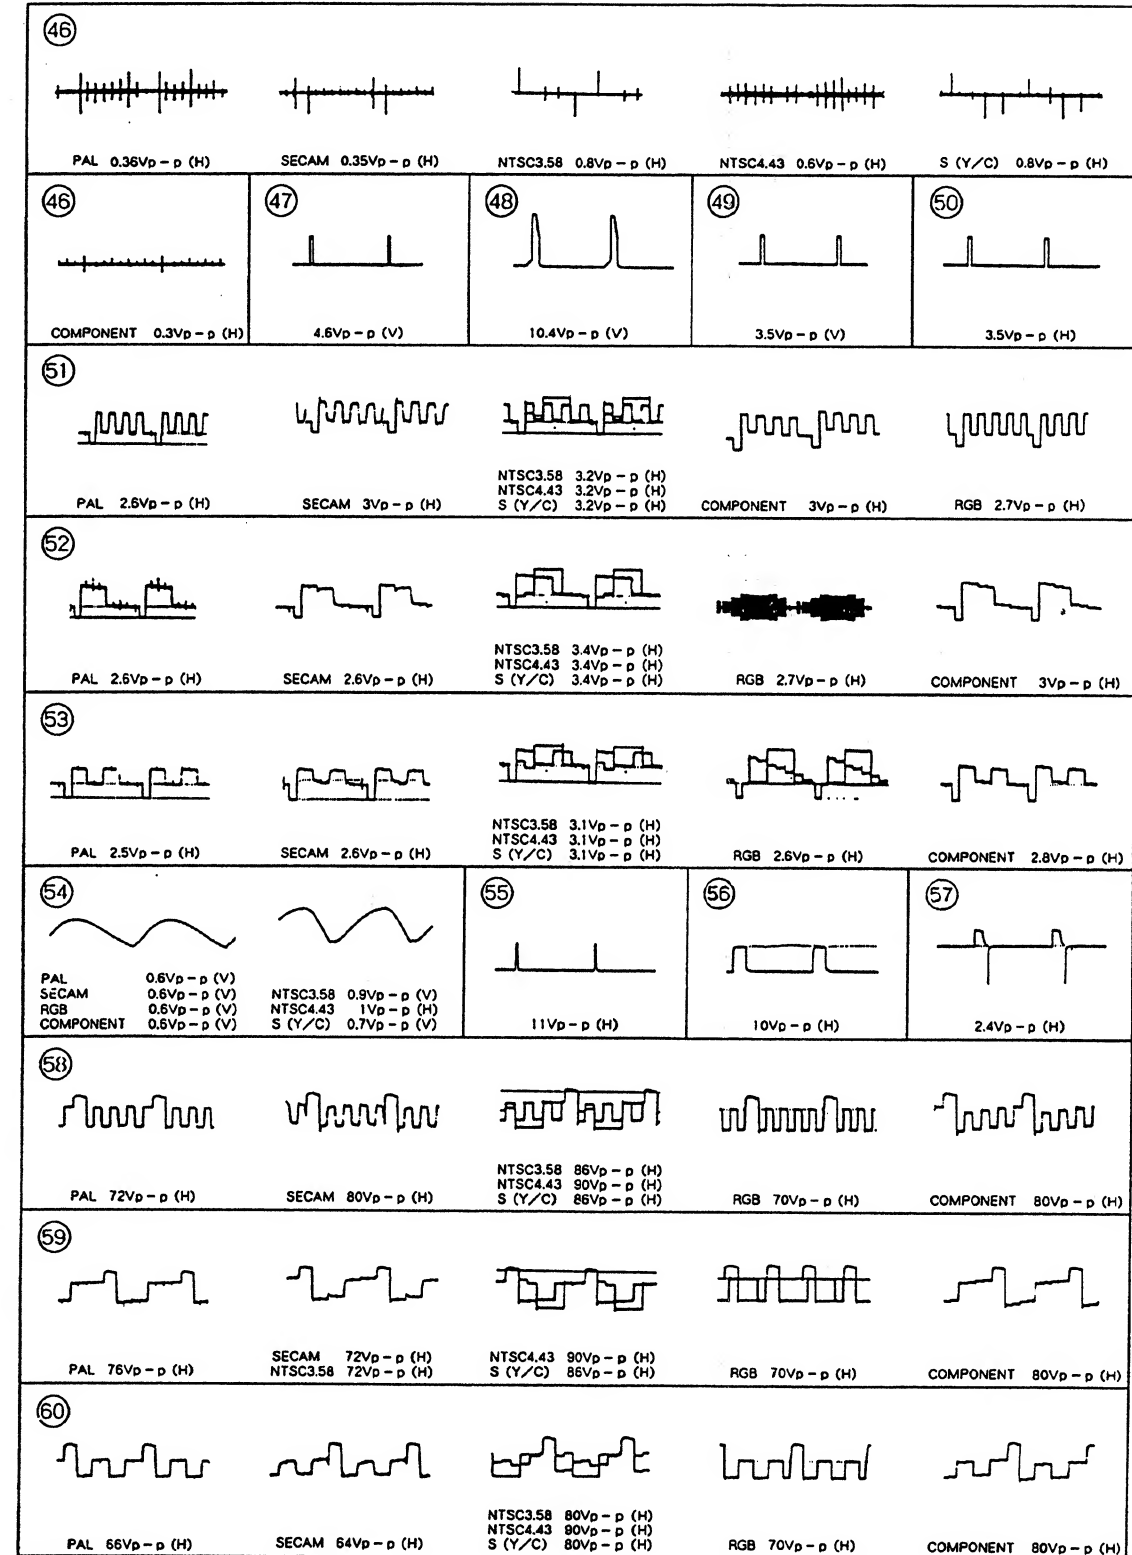 46
PAL 0.36Vp-p (H)
SECAM 0.35Vp-p (H)
NTSC3.58 0.8Vp-p (H)
NTSC4.43 0.6Vp-p (H)
S (Y/C) 0.8Vp-p (H)
46
COMPONENT 0.3Vp-p (H)
47
4.6Vp-p (V)
48
10.4Vp-p (V)
49
3.5Vp-p (V)
50
3.5Vp-p (H)
51
PAL 2.6Vp-p (H)
SECAM 3Vp-p (H)
NTSC3.58 3.2Vp-p (H)
NTSC4.43 3.2Vp-p (H)
S (Y/C) 3.2Vp-p (H)
COMPONENT 3Vp-p (H)
RGB 2.7Vp-p (H)
52
PAL 2.6Vp-p (H)
SECAM 2.6Vp-p (H)
NTSC3.58 3.4Vp-p (H)
NTSC4.43 3.4Vp-p (H)
S (Y/C) 3.4Vp-p (H)
RGB 2.7Vp-p (H)
COMPONENT 3Vp-p (H)
53
PAL 2.5Vp-p (H)
SECAM 2.6Vp-p (H)
NTSC3.58 3.1Vp-p (H)
NTSC4.43 3.1Vp-p (H)
S (Y/C) 3.1Vp-p (H)
RGB 2.6Vp-p (H)
COMPONENT 2.8Vp-p (H)
54
PAL 0.6Vp-p (V)
SECAM 0.6Vp-p (V)
RGB 0.6Vp-p (V)
COMPONENT 0.6Vp-p (V)
NTSC3.58 0.9Vp-p (V)
NTSC4.43 1Vp-p (H)
S (Y/C) 0.7Vp-p (V)
55
11Vp-p (H)
56
10Vp-p (H)
57
2.4Vp-p (H)
58
PAL 72Vp-p (H)
SECAM 80Vp-p (H)
NTSC3.58 86Vp-p (H)
NTSC4.43 90Vp-p (H)
S (Y/C) 86Vp-p (H)
RGB 70Vp-p (H)
COMPONENT 80Vp-p (H)
59
PAL 76Vp-p (H)
SECAM 72Vp-p (H)
NTSC3.58 72Vp-p (H)
NTSC4.43 90Vp-p (H)
S (Y/C) 86Vp-p (H)
RGB 70Vp-p (H)
COMPONENT 80Vp-p (H)
60
PAL 66Vp-p (H)
SECAM 64Vp-p (H)
NTSC3.58 80Vp-p (H)
NTSC4.43 90Vp-p (H)
S (Y/C) 80Vp-p (H)
RGB 70Vp-p (H)
COMPONENT 80Vp-p (H)